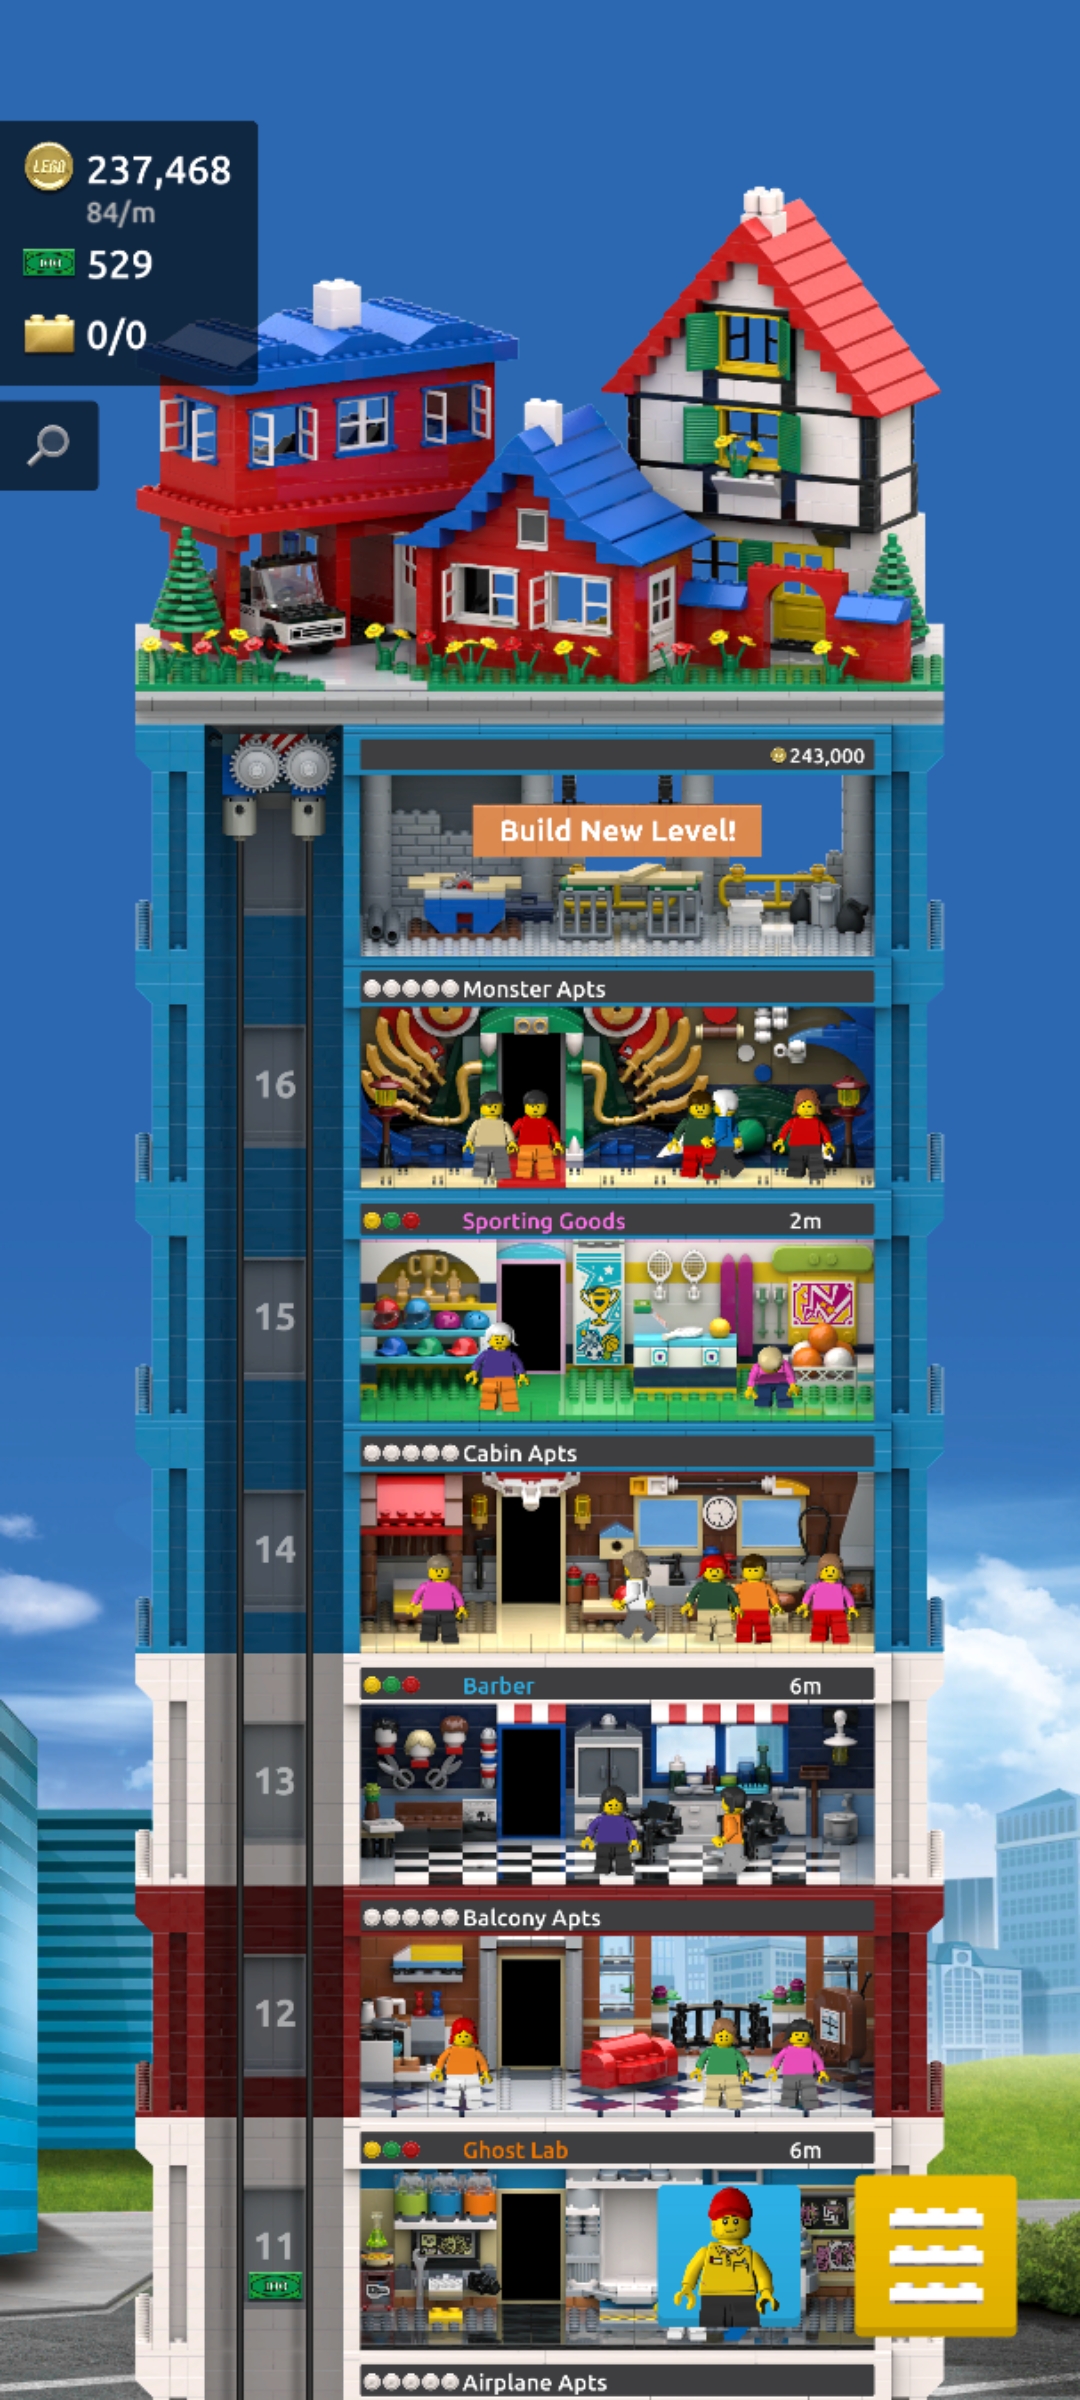 LEGO 237,468
84/m
529
0/0
243,000
Build New Level!
Monster Apts
16
Sporting Goods 2m
15
Cabin Apts
14
Barber 6m
13
Balcony Apts
12
Ghost Lab 6m
11
Airplane Apts